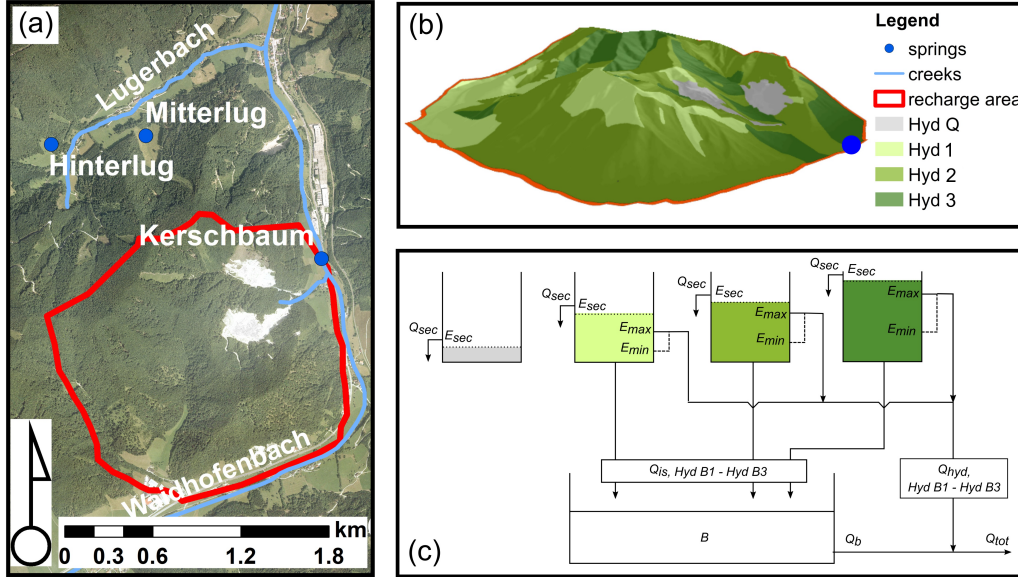 (a)
Lugerbach
Mitterlug
Hinterlug
Kerschbaum
Waidhofenbach
km
0 0.3 0.6 1.2 1.8
(b)
Legend
springs
creeks
recharge area
Hyd Q
Hyd 1
Hyd 2
Hyd 3
(c)
Qsec Esec
Qsec Esec
Emax
Emin
Qsec Esec
Emax
Emin
Qsec Esec
Emax
Emin
Qis, Hyd B1 - Hyd B3
Qhyd,
Hyd B1 - Hyd B3
B
Qb
Qtot